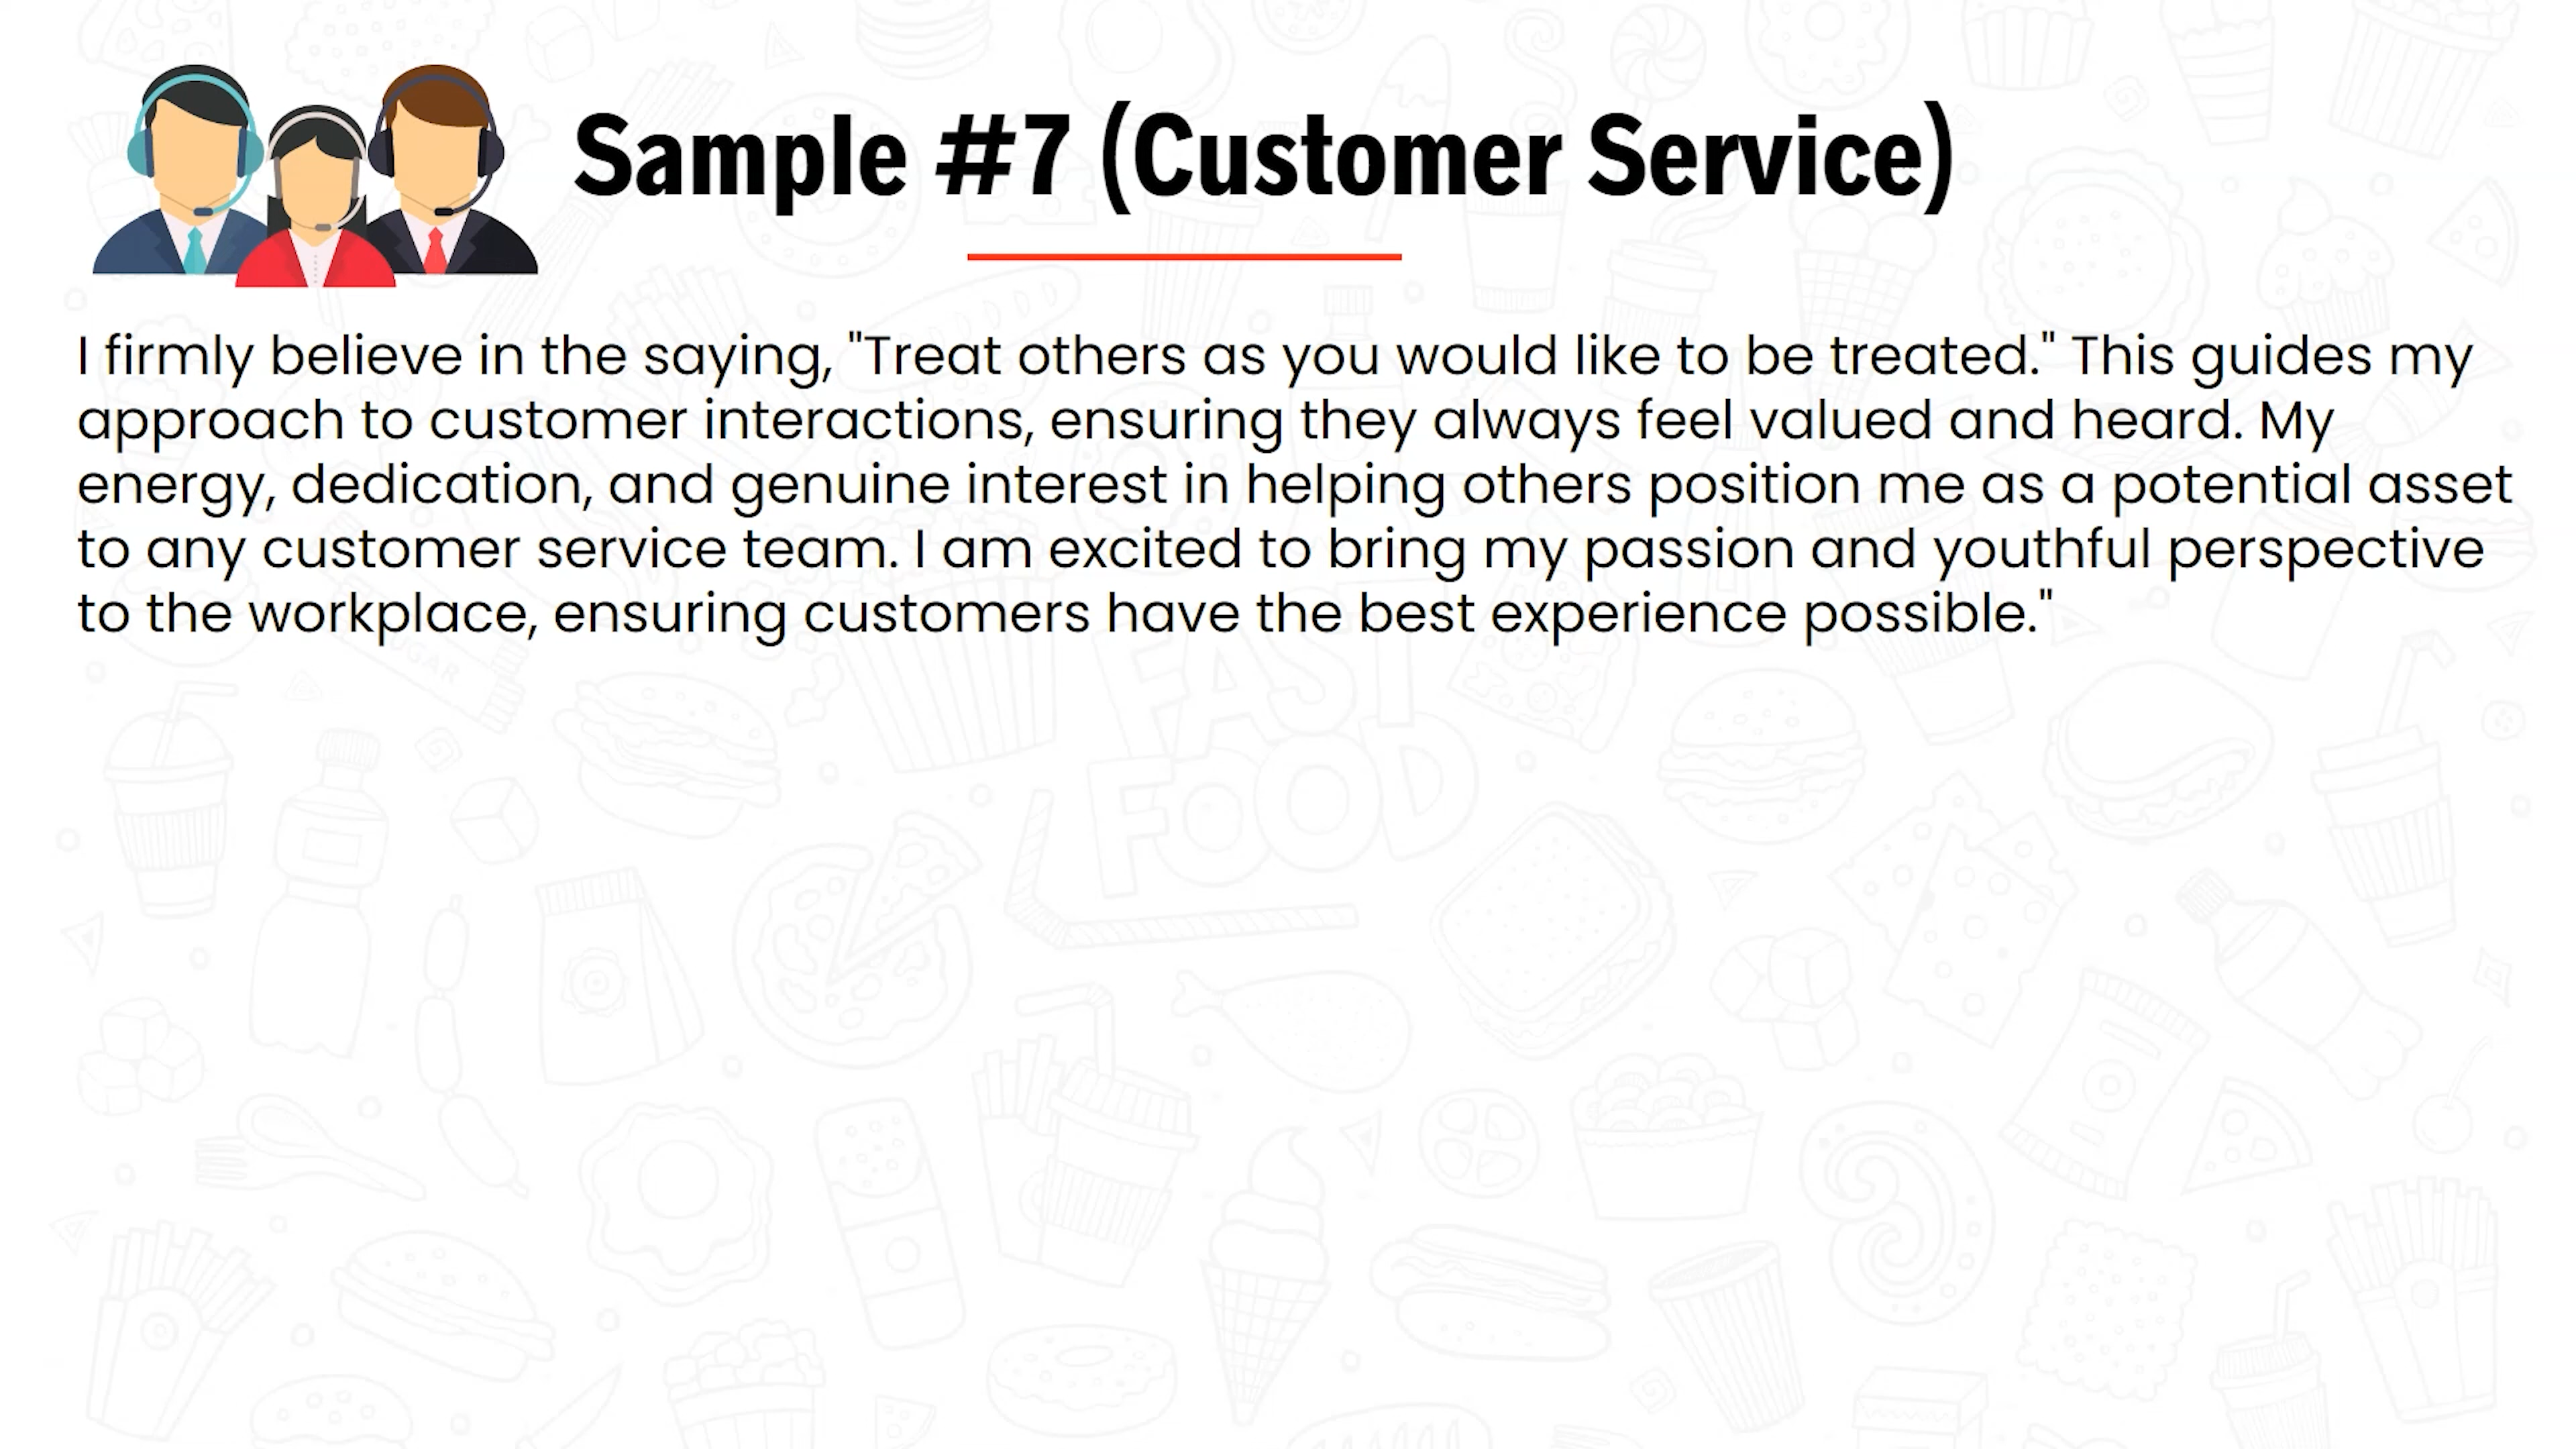 Sample #7 (Customer Service)
I firmly believe in the saying, "Treat others as you would like to be treated." This guides my
approach to customer interactions, ensuring they always feel valued and heard. My
energy, dedication, and genuine interest in helping others position me as a potential asset
to any customer service team. I am excited to bring my passion and youthful perspective
to the workplace, ensuring customers have the best experience possible."
SUGAR
FAST
FOOD